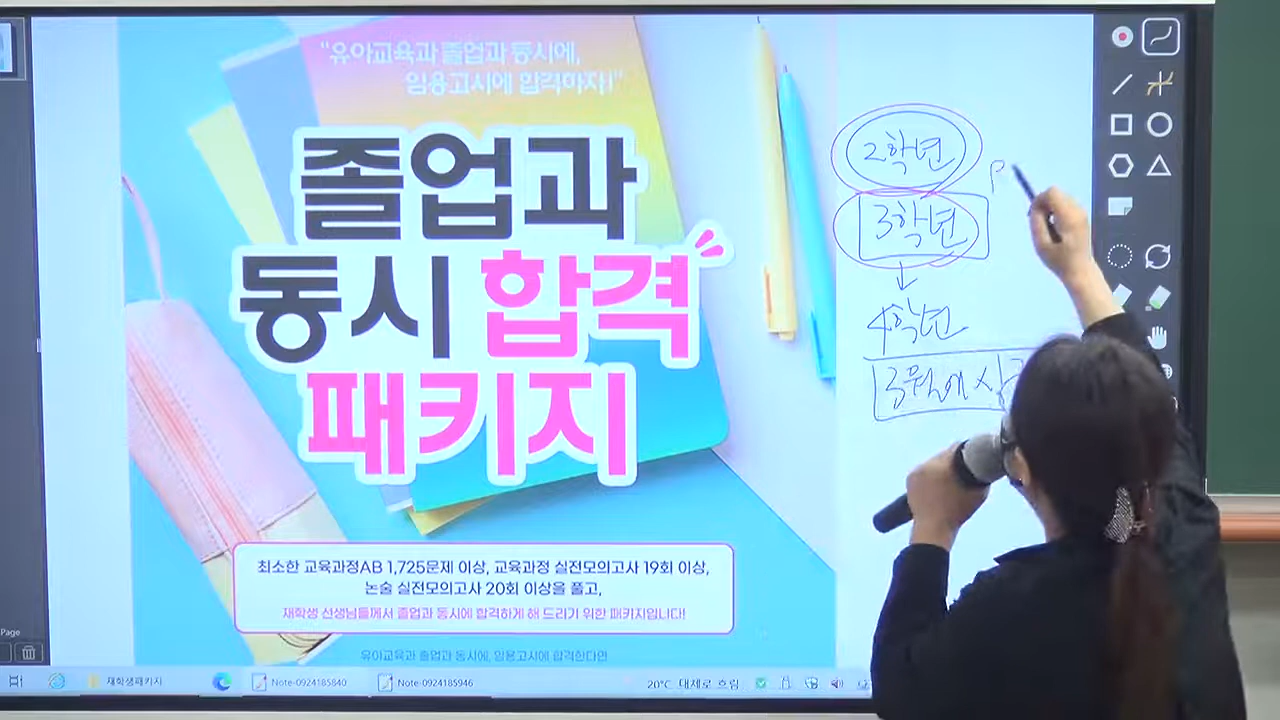 "유아교육과 졸업과 동시에,
임용고시에 합격하자!"
졸업과
동시 합격
패키지
최소한 교육과정AB 1,725문제 이상, 교육과정 실전모의고사 19회 이상,
논술 실전모의고사 20회 이상을 풀고,
재학생 선생님들께서 졸업과 동시에 합격하게 해 드리기 위한 패키지입니다!
유아교육과 졸업과 동시에, 임용고시에 합격한다면
2학년
3학년
4학년
3월에
Page
재학생패키지
Note-0924185840
Note-0924185946
20°C 대체로 흐림